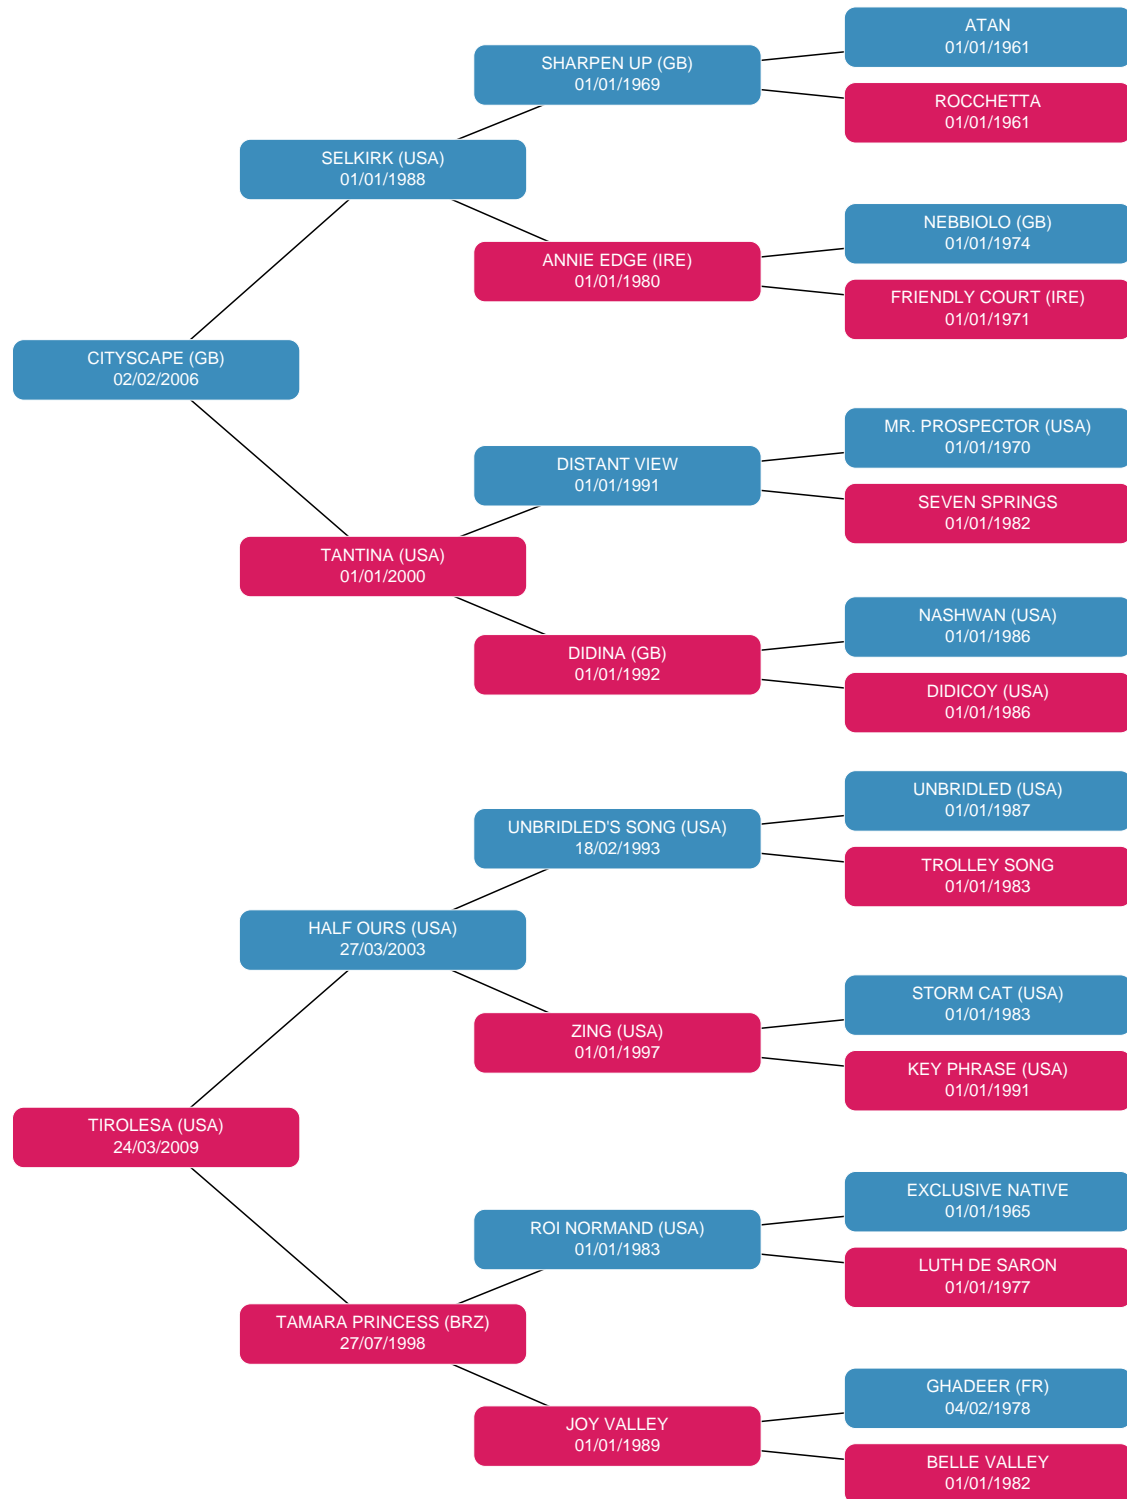 ATAN
01/01/1961
SHARPEN UP (GB)
01/01/1969
ROCCHETTA
01/01/1961
SELKIRK (USA)
01/01/1988
NEBBIOLO (GB)
01/01/1974
ANNIE EDGE (IRE)
01/01/1980
FRIENDLY COURT (IRE)
01/01/1971
CITYSCAPE (GB)
02/02/2006
MR. PROSPECTOR (USA)
01/01/1970
DISTANT VIEW
01/01/1991
SEVEN SPRINGS
01/01/1982
TANTINA (USA)
01/01/2000
NASHWAN (USA)
01/01/1986
DIDINA (GB)
01/01/1992
DIDICOY (USA)
01/01/1986
UNBRIDLED (USA)
01/01/1987
UNBRIDLED'S SONG (USA)
18/02/1993
TROLLEY SONG
01/01/1983
HALF OURS (USA)
27/03/2003
STORM CAT (USA)
01/01/1983
ZING (USA)
01/01/1997
KEY PHRASE (USA)
01/01/1991
TIROLESA (USA)
24/03/2009
EXCLUSIVE NATIVE
01/01/1965
ROI NORMAND (USA)
01/01/1983
LUTH DE SARON
01/01/1977
TAMARA PRINCESS (BRZ)
27/07/1998
GHADEER (FR)
04/02/1978
JOY VALLEY
01/01/1989
BELLE VALLEY
01/01/1982